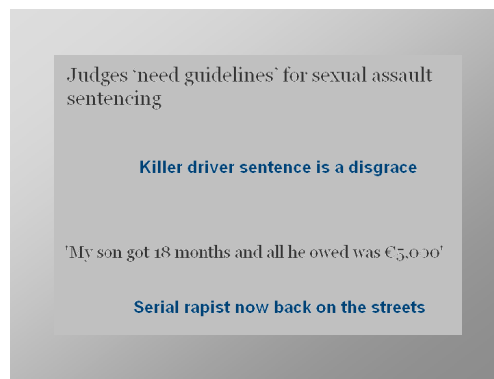 Judges ‘need guidelines’ for sexual assault
sentencing
Killer driver sentence is a disgrace
'My son got 18 months and all he owed was €5,000'
Serial rapist now back on the streets